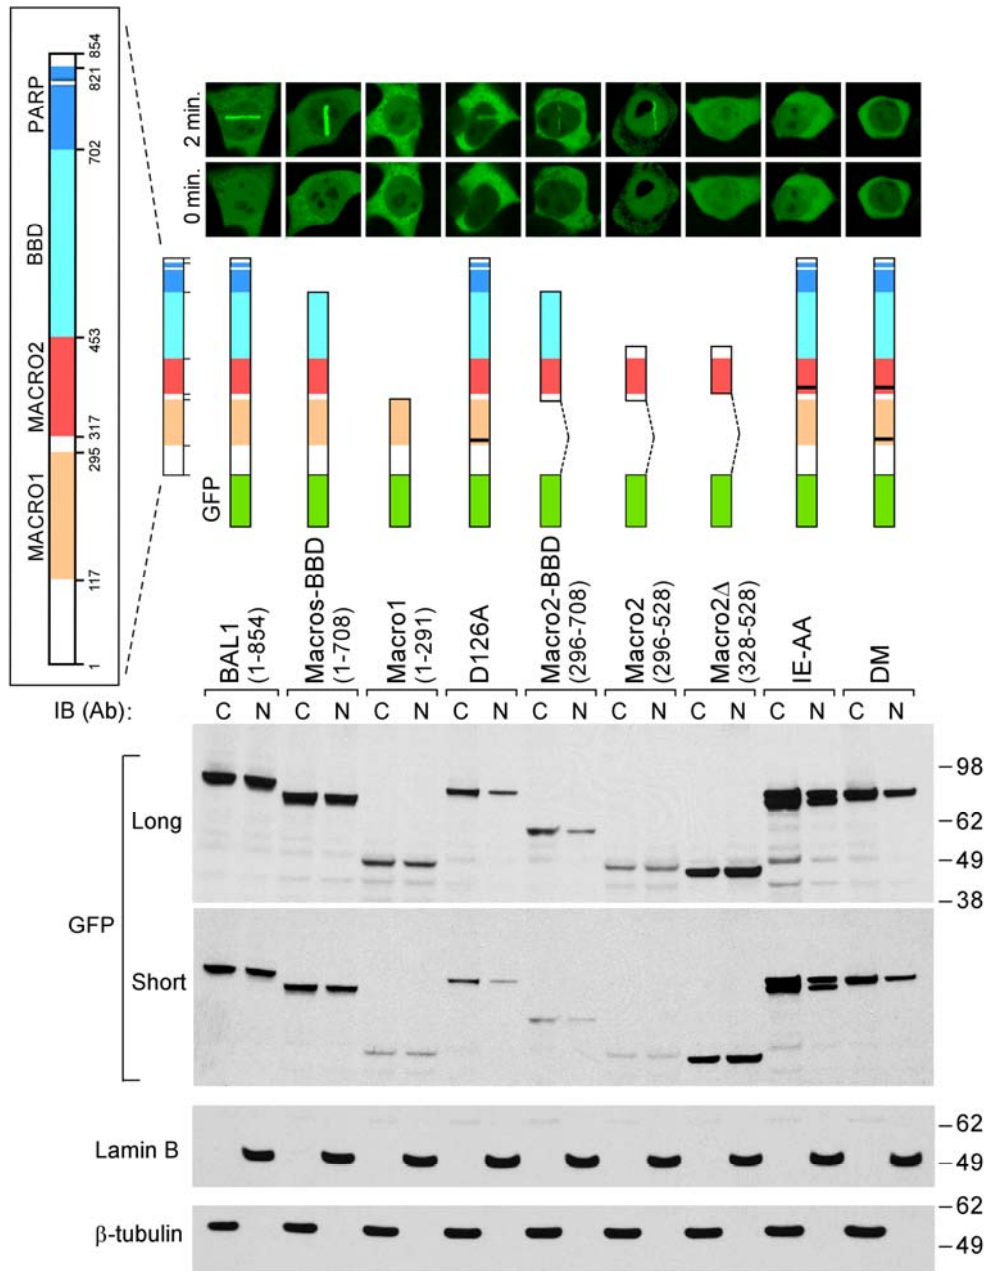 854
821
PARP
702
BBD
453
MACRO2
317
295
MACRO1
117
1
2 min.
0 min.
GFP
BAL1
(1-854)
Macros-BBD
(1-708)
Macro1
(1-291)
D126A
Macro2-BBD
(296-708)
Macro2
(296-528)
Macro2Δ
(328-528)
IE-AA
DM
IB (Ab): C N C N C N C N C N C N C N C N C N
98
Long
62
49
38
GFP
Short
Lamin B
62
49
β-tubulin
62
49